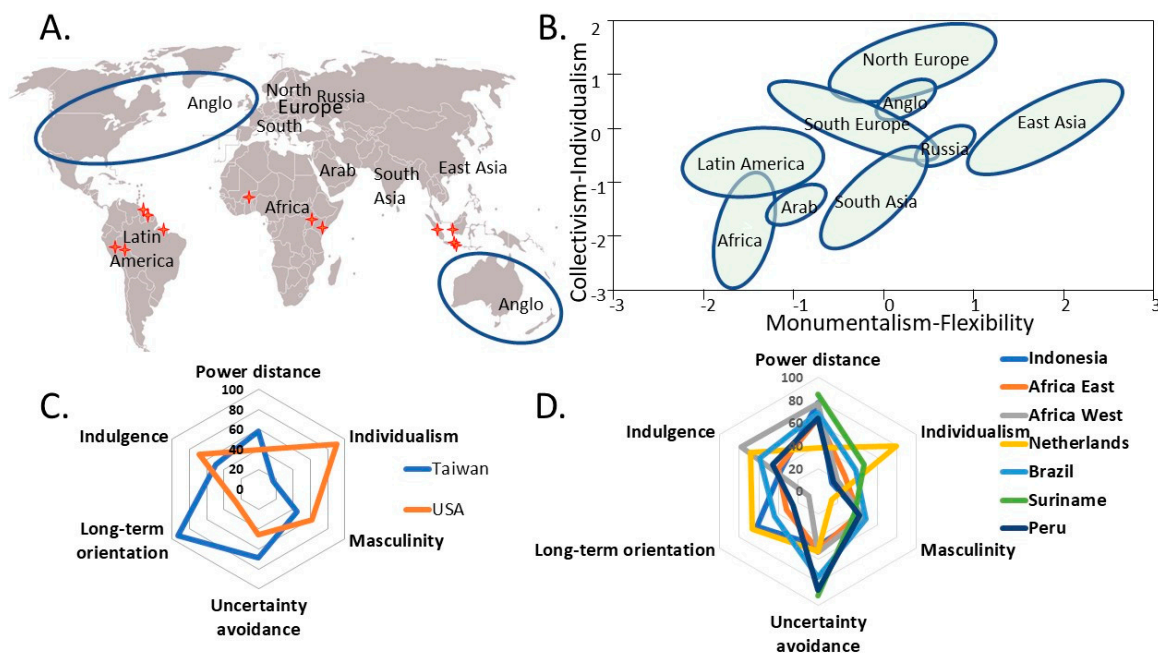 A.
North
Anglo
Russia
Europe
South
Arab
South
Asia
East Asia
Africa
Latin
America
Anglo
B.
Collectivism-Individualism
2
1
0
-1
-2
-3
North Europe
Anglo
South Europe
East Asia
Russia
Latin America
South Asia
Arab
Africa
-3
-2
-1
0
1
2
3
Monumentalism-Flexibility
C.
Power distance
100
80
60
40
20
0
Indulgence
Individualism
Long-term
orientation
Masculinity
Uncertainty
avoidance
Taiwan
USA
D.
Power distance
100
80
60
40
20
0
Indulgence
Individualism
Long-term orientation
Masculinity
Uncertainty
avoidance
Indonesia
Africa East
Africa West
Netherlands
Brazil
Suriname
Peru